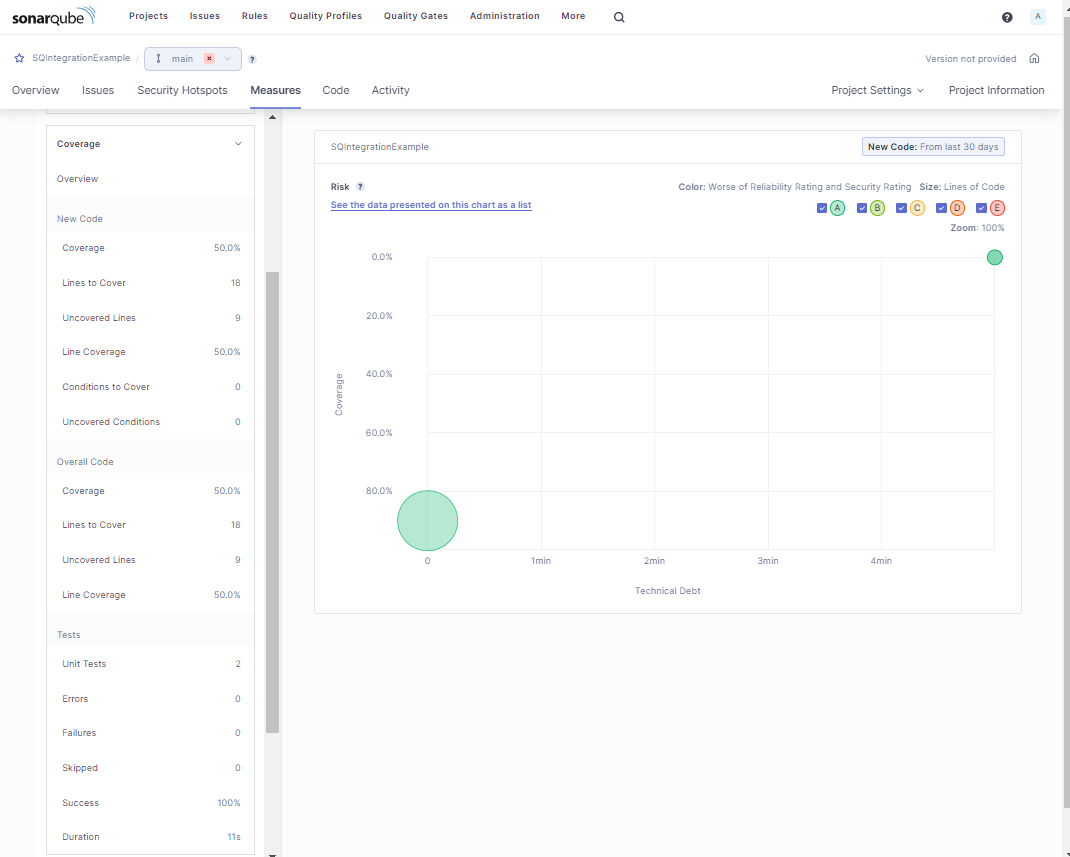 sonarqube Projects Issues Rules Quality Profiles Quality Gates Administration More ? A
SQIntegrationExample / main ? Version not provided
Overview Issues Security Hotspots Measures Code Activity Project Settings Project Information
Coverage
Overview
New Code
Coverage 50.0%
Lines to Cover 18
Uncovered Lines 9
Line Coverage 50.0%
Conditions to Cover 0
Uncovered Conditions 0
Overall Code
Coverage 50.0%
Lines to Cover 18
Uncovered Lines 9
Line Coverage 50.0%
Tests
Unit Tests 2
Errors 0
Failures 0
Skipped 0
Success 100%
Duration 11s
SQIntegrationExample New Code: From last 30 days
Risk ? Color: Worse of Reliability Rating and Security Rating Size: Lines of Code
See the data presented on this chart as a list A B C D E
Zoom: 100%
0.0%
20.0%
40.0%
Coverage
60.0%
80.0%
0 1min 2min 3min 4min
Technical Debt